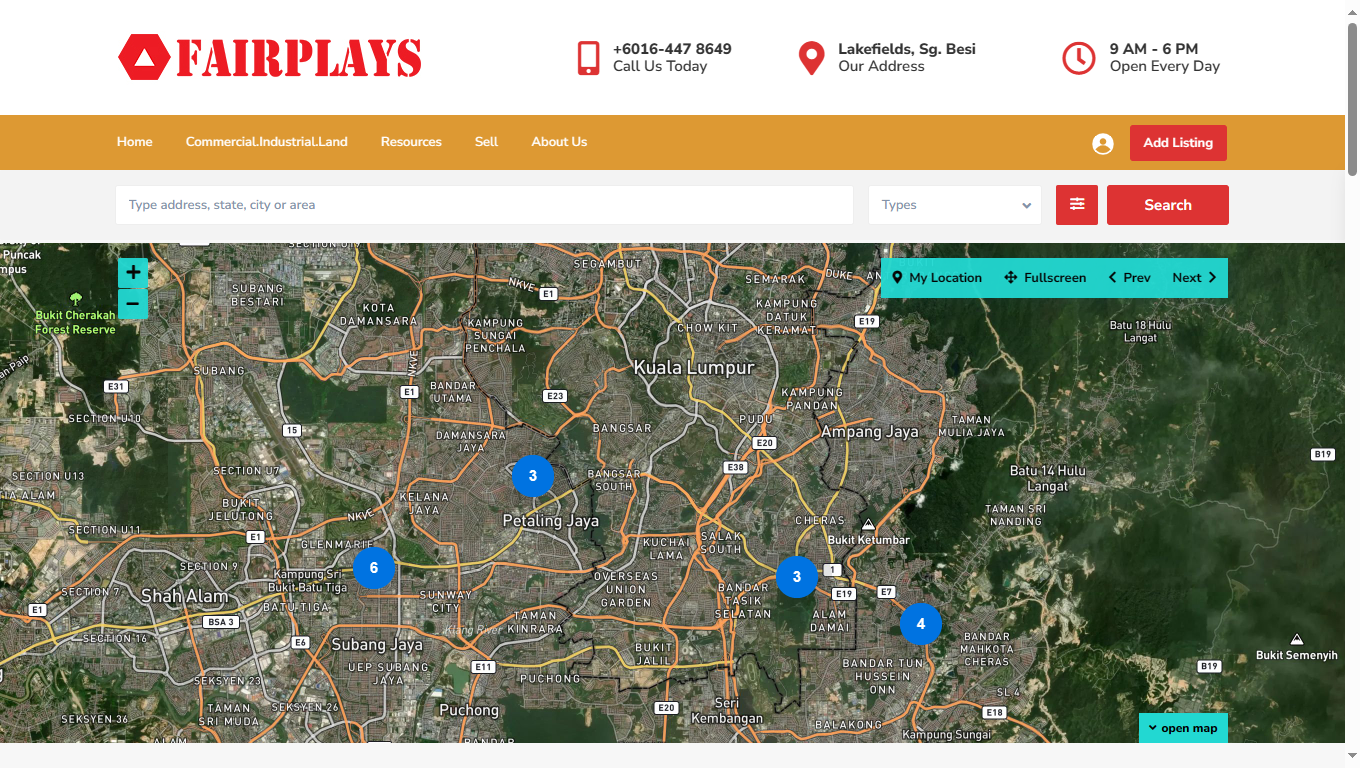 FAIRPLAYS
+6016-447 8649
Call Us Today
Lakefields, Sg. Besi
Our Address
9 AM - 6 PM
Open Every Day
Home
Commercial.Industrial.Land
Resources
Sell
About Us
Add Listing
Type address, state, city or area
Types
Search
Puncak
+
−
My Location
Fullscreen
Prev
Next
SEGAMBUT
SEMARAK
DUKE
NKVE
E1
SUBANG
BESTARI
Bukit Cherakah
Forest Reserve
KOTA
DAMANSARA
KAMPUNG
SUNGAI
PENCHALA
CHOW KIT
KAMPUNG
DATUK
KERAMAT
E19
Batu 18 Hulu
Langat
SUBANG
NKVE
Kuala Lumpur
E31
E1
BANDAR
UTAMA
E23
KAMPUNG
PANDAN
SECTION U10
15
DAMANSARA
JAYA
BANGSAR
PUDU
E20
Ampang Jaya
TAMAN
MULIA JAYA
B19
SECTION U13
SECTION U7
3
BANGSAR
SOUTH
E38
Batu 14 Hulu
Langat
BUKIT
JELUTONG
NKVE
KELANA
JAYA
Petaling Jaya
CHERAS
TAMAN SRI
NANDING
SECTION U11
E1
GLENMARIE
KUCHAI
LAMA
SALAK
SOUTH
Bukit Ketumbar
SECTION 9
Kampung Sri
Bukit Batu Tiga
6
OVERSEAS
UNION
GARDEN
3
1
SECTION 7
Shah Alam
SUNWAY
CITY
BANDAR
TASIK
SELATAN
E19
E7
E1
BATU TIGA
BSA 3
TAMAN
KINRARA
ALAM
DAMAI
4
SECTION 16
E6
Subang Jaya
Klang River
BUKIT
JALIL
BANDAR
MAHKOTA
CHERAS
Bukit Semenyih
UEP SUBANG
JAYA
E11
PUCHONG
BANDAR TUN
HUSSEIN
ONN
B19
SEKSYEN 23
SL 4
TAMAN
SRI MUDA
SEKSYEN 26
Puchong
E20
Seri
Kembangan
E18
SEKSYEN 36
BALAKONG
Kampung Sungai
open map